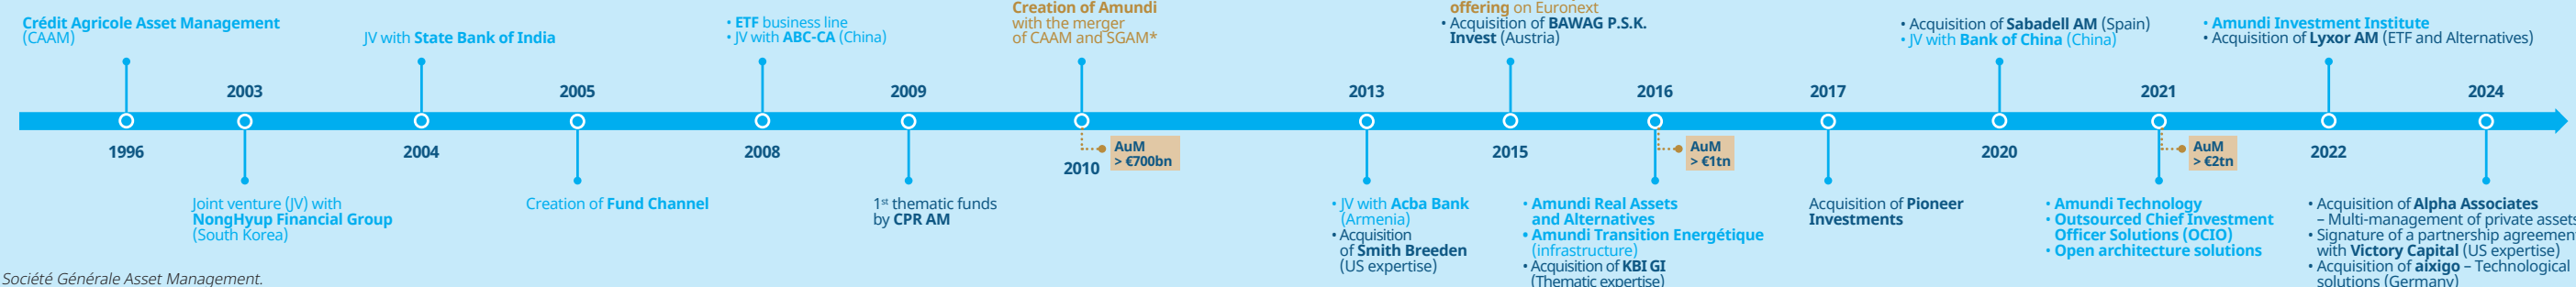 Crédit Agricole Asset Management
(CAAM)
1996
2003
Joint venture (JV) with
NongHyup Financial Group
(South Korea)
JV with State Bank of India
2004
2005
Creation of Fund Channel
• ETF business line
• JV with ABC-CA (China)
2008
2009
1st thematic funds
by CPR AM
Creation of Amundi
with the merger
of CAAM and SGAM*
2010
AuM
> €700bn
2013
• JV with Acba Bank
(Armenia)
• Acquisition
of Smith Breeden
(US expertise)
offering on Euronext
• Acquisition of BAWAG P.S.K.
Invest (Austria)
2015
2016
AuM
> €1tn
• Amundi Real Assets
and Alternatives
• Amundi Transition Energétique
(infrastructure)
• Acquisition of KBI GI
(Thematic expertise)
2017
Acquisition of Pioneer
Investments
• Acquisition of Sabadell AM (Spain)
• JV with Bank of China (China)
2020
2021
AuM
> €2tn
• Amundi Technology
• Outsourced Chief Investment
Officer Solutions (OCIO)
• Open architecture solutions
• Amundi Investment Institute
• Acquisition of Lyxor AM (ETF and Alternatives)
2022
2024
• Acquisition of Alpha Associates
– Multi-management of private assets
• Signature of a partnership agreement
with Victory Capital (US expertise)
• Acquisition of aixigo – Technological
solutions (Germany)
Société Générale Asset Management.